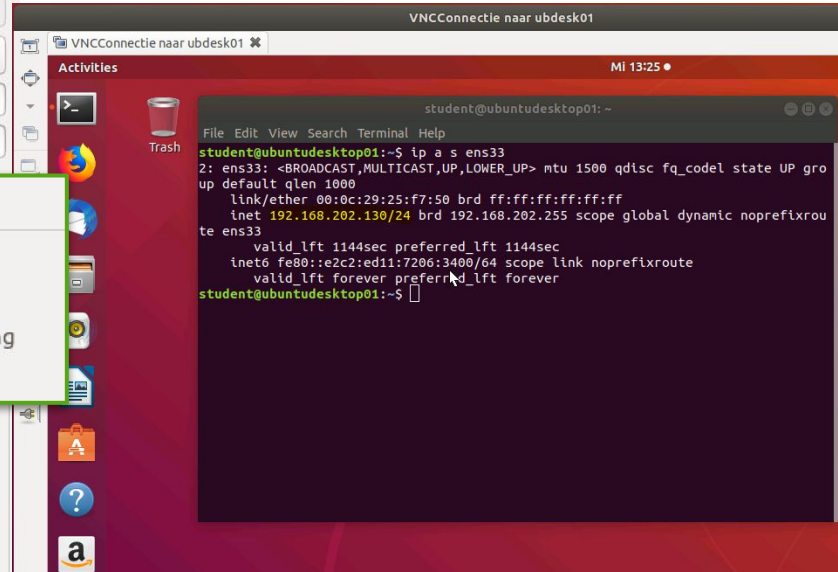 VNCConnectie naar ubdesk01
VNCConnectie naar ubdesk01
Activities
Mi 13:25
Trash
student@ubuntudesktop01: ~
File Edit View Search Terminal Help
student@ubuntudesktop01:~$ ip a s ens33
2: ens33: <BROADCAST,MULTICAST,UP,LOWER_UP> mtu 1500 qdisc fq_codel state UP gro
up default qlen 1000
    link/ether 00:0c:29:25:f7:50 brd ff:ff:ff:ff:ff:ff
    inet 192.168.202.130/24 brd 192.168.202.255 scope global dynamic noprefixrou
te ens33
       valid_lft 1144sec preferred_lft 1144sec
    inet6 fe80::e2c2:ed11:7206:3400/64 scope link noprefixroute
       valid_lft forever preferred_lft forever
student@ubuntudesktop01:~$